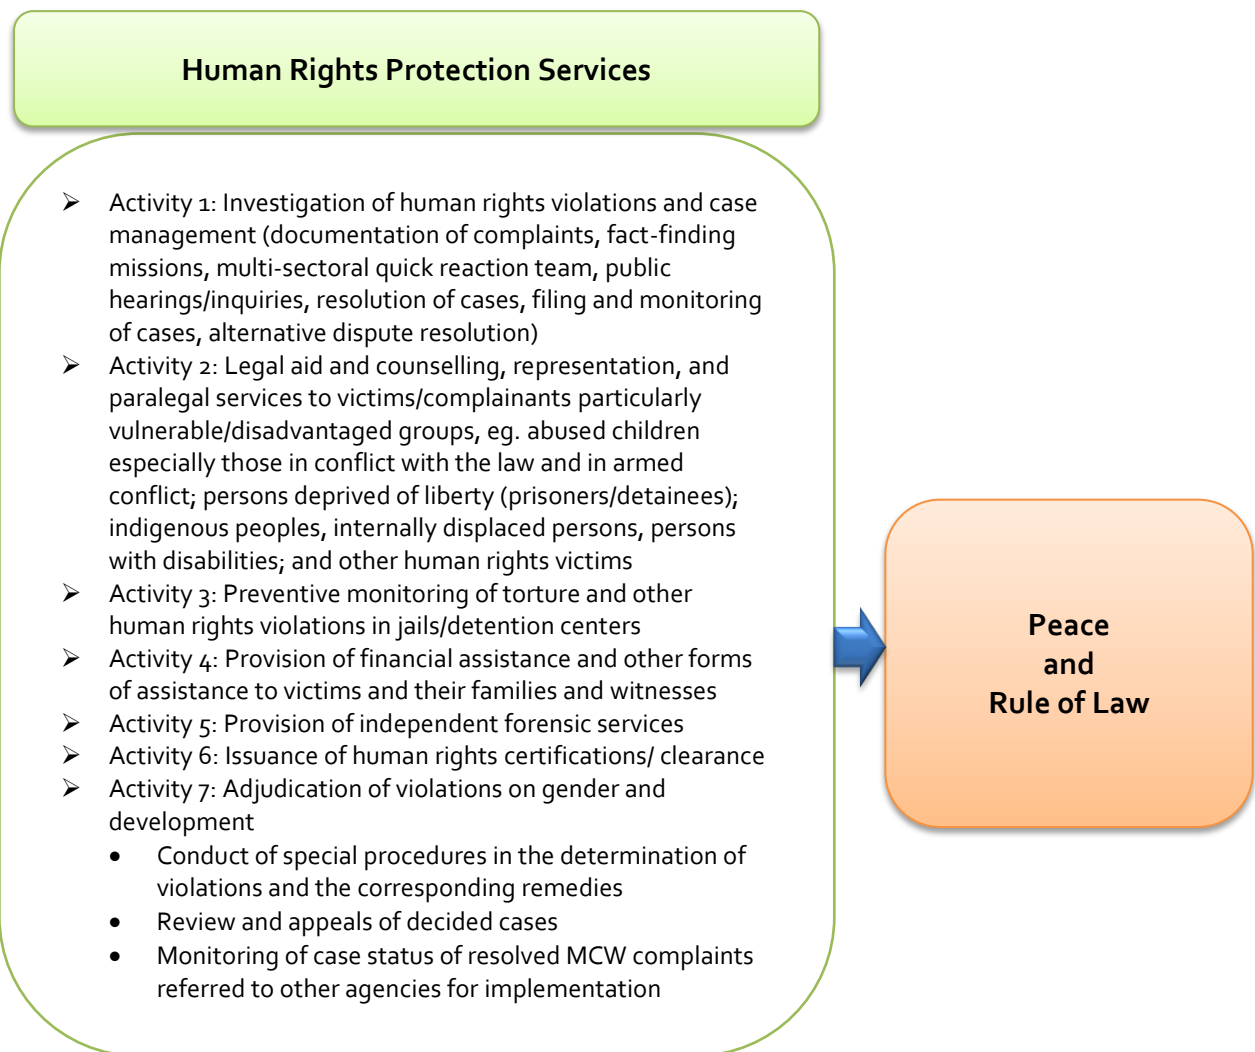 Human Rights Protection Services
➢ Activity 1: Investigation of human rights violations and case
management (documentation of complaints, fact-finding
missions, multi-sectoral quick reaction team, public
hearings/inquiries, resolution of cases, filing and monitoring
of cases, alternative dispute resolution)
➢ Activity 2: Legal aid and counselling, representation, and
paralegal services to victims/complainants particularly
vulnerable/disadvantaged groups, eg. abused children
especially those in conflict with the law and in armed
conflict; persons deprived of liberty (prisoners/detainees);
indigenous peoples, internally displaced persons, persons
with disabilities; and other human rights victims
➢ Activity 3: Preventive monitoring of torture and other
human rights violations in jails/detention centers
➢ Activity 4: Provision of financial assistance and other forms
of assistance to victims and their families and witnesses
➢ Activity 5: Provision of independent forensic services
➢ Activity 6: Issuance of human rights certifications/ clearance
➢ Activity 7: Adjudication of violations on gender and
development
• Conduct of special procedures in the determination of
violations and the corresponding remedies
• Review and appeals of decided cases
• Monitoring of case status of resolved MCW complaints
referred to other agencies for implementation
Peace
and
Rule of Law